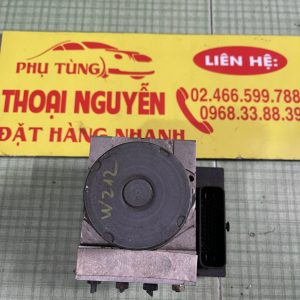 PHỤ TÙNG
LIÊN HỆ:
THOẠI NGUYỄN
02.466.599.788
0968.33.88.39
ĐẶT HÀNG NHANH
W212